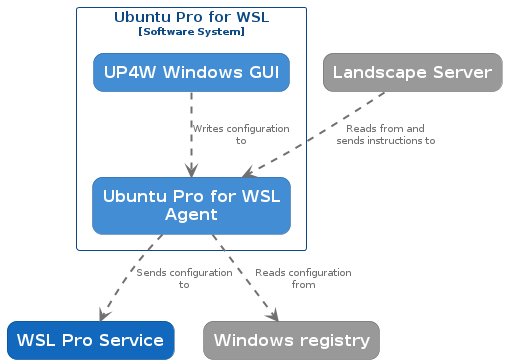 Ubuntu Pro for WSL
[Software System]
UP4W Windows GUI
Landscape Server
Writes configuration
to
Reads from and
sends instructions to
Ubuntu Pro for WSL
Agent
Sends configuration
to
Reads configuration
from
WSL Pro Service
Windows registry